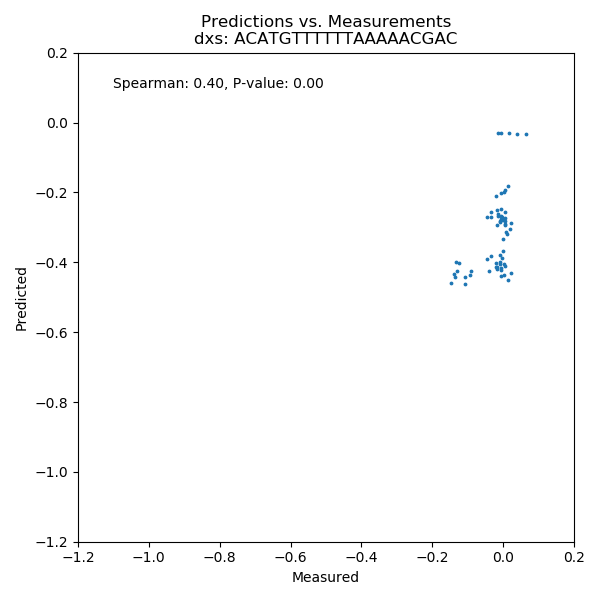 Predictions vs. Measurements
dxs: ACATGTTTTTTAAAAACGAC
Spearman: 0.40, P-value: 0.00
0.2
0.0
−0.2
−0.4
−0.6
−0.8
−1.0
−1.2
Predicted
−1.2 −1.0 −0.8 −0.6 −0.4 −0.2 0.0 0.2
Measured